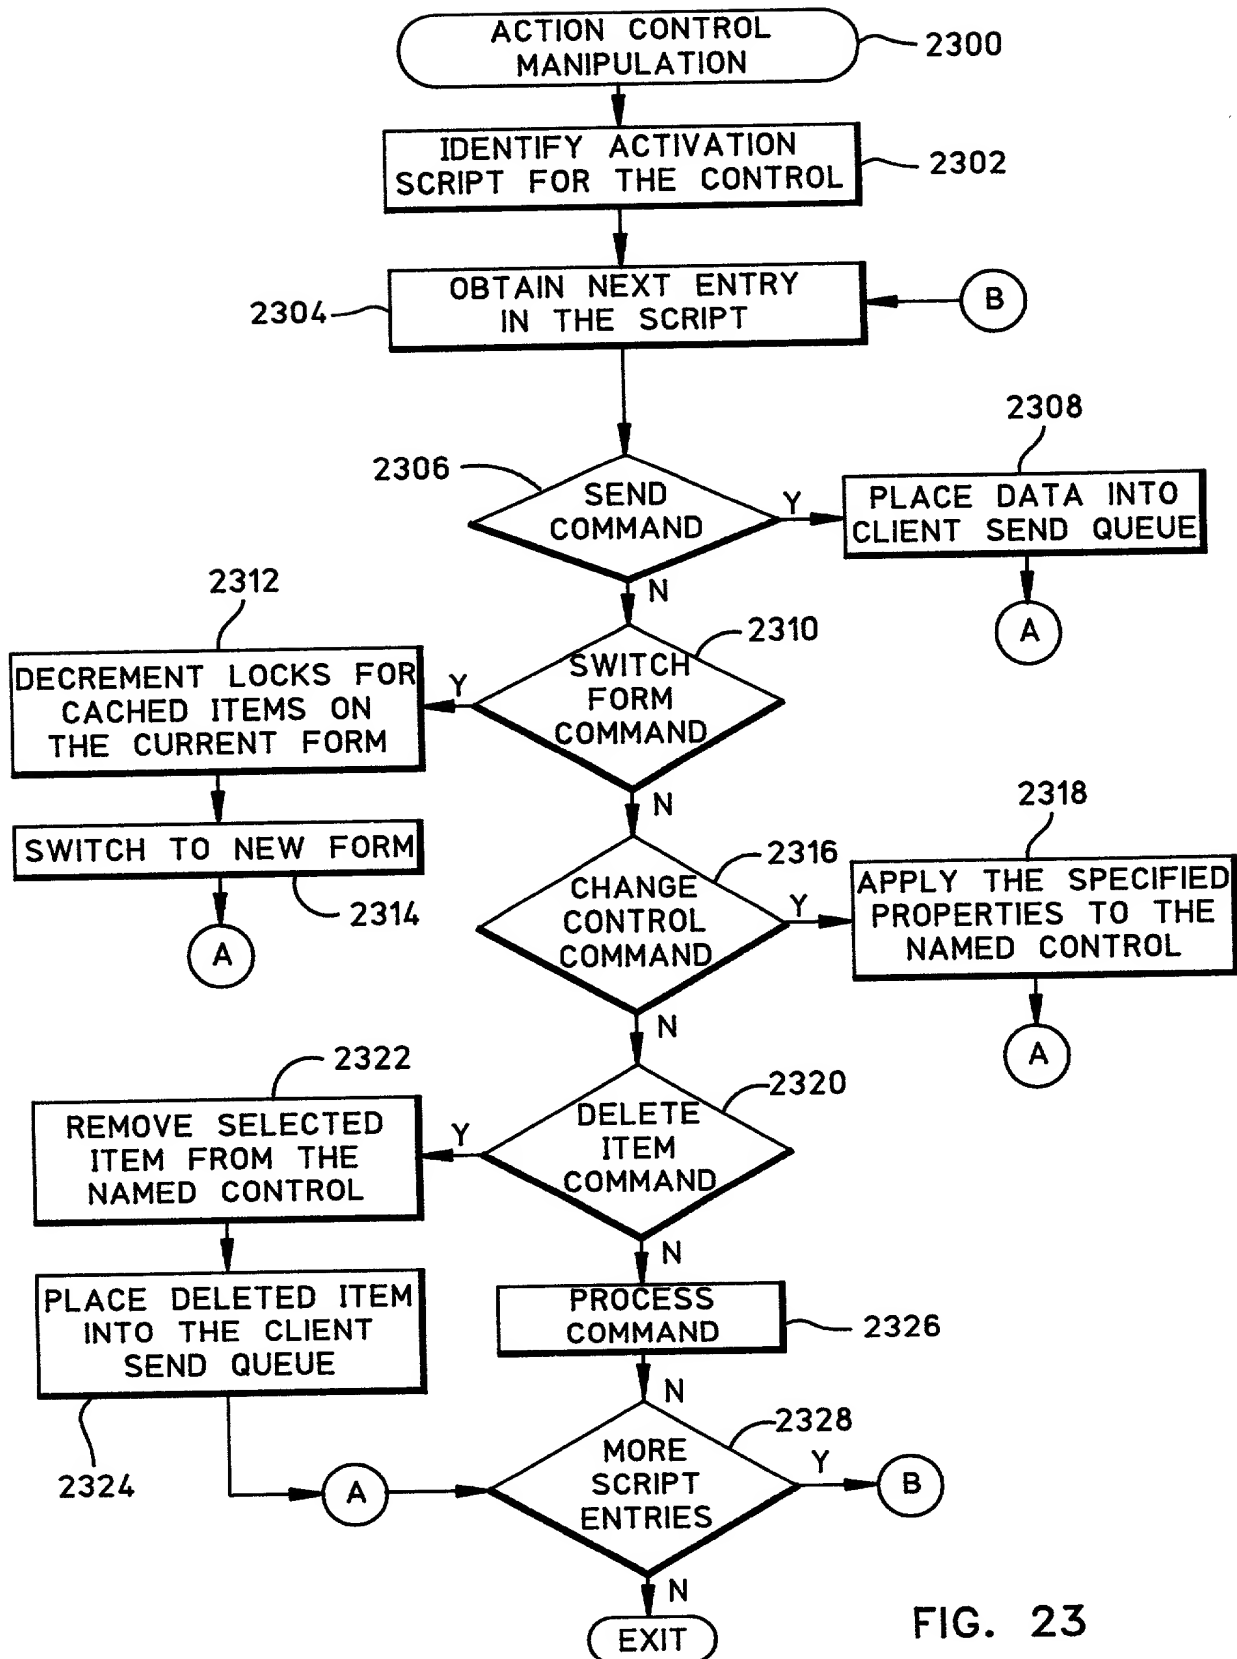 ACTION CONTROL
MANIPULATION
2300
IDENTIFY ACTIVATION
SCRIPT FOR THE CONTROL
2302
OBTAIN NEXT ENTRY
IN THE SCRIPT
2304
B
2308
2306
SEND
COMMAND
Y
PLACE DATA INTO
CLIENT SEND QUEUE
N
A
2312
2310
DECREMENT LOCKS FOR
CACHED ITEMS ON
THE CURRENT FORM
Y
SWITCH
FORM
COMMAND
N
2318
SWITCH TO NEW FORM
2314
A
2316
CHANGE
CONTROL
COMMAND
Y
APPLY THE SPECIFIED
PROPERTIES TO THE
NAMED CONTROL
N
A
2322
2320
REMOVE SELECTED
ITEM FROM THE
NAMED CONTROL
Y
DELETE
ITEM
COMMAND
N
PLACE DELETED ITEM
INTO THE CLIENT
SEND QUEUE
2324
PROCESS
COMMAND
2326
N
2328
A
MORE
SCRIPT
ENTRIES
Y
B
N
EXIT
FIG. 23